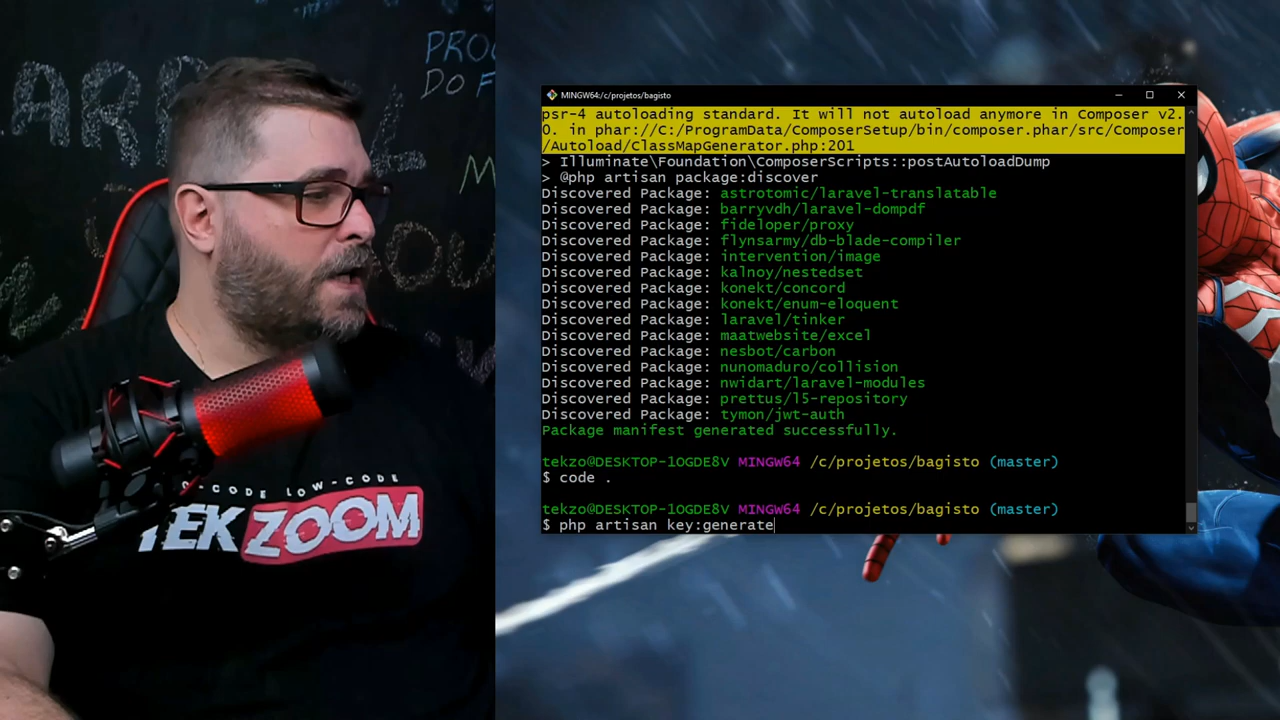 PRO
DO F
MINGW64:/c/projetos/bagisto
psr-4 autoloading standard. It will not autoload anymore in Composer v2.
0. in phar://C:/ProgramData/ComposerSetup/bin/composer.phar/src/Composer
/Autoload/ClassMapGenerator.php:201
> Illuminate\Foundation\ComposerScripts::postAutoloadDump
> @php artisan package:discover
Discovered Package: astrotomic/laravel-translatable
Discovered Package: barryvdh/laravel-dompdf
Discovered Package: fideloper/proxy
Discovered Package: flynsarmy/db-blade-compiler
Discovered Package: intervention/image
Discovered Package: kalnoy/nestedset
Discovered Package: konekt/concord
Discovered Package: konekt/enum-eloquent
Discovered Package: laravel/tinker
Discovered Package: maatwebsite/excel
Discovered Package: nesbot/carbon
Discovered Package: nunomaduro/collision
Discovered Package: nwidart/laravel-modules
Discovered Package: prettus/l5-repository
Discovered Package: tymon/jwt-auth
Package manifest generated successfully.
tekzo@DESKTOP-1OGDE8V MINGW64 /c/projetos/bagisto (master)
$ code .
tekzo@DESKTOP-1OGDE8V MINGW64 /c/projetos/bagisto (master)
$ php artisan key:generate
O-CODE LOW-CODE
TEKZOOM